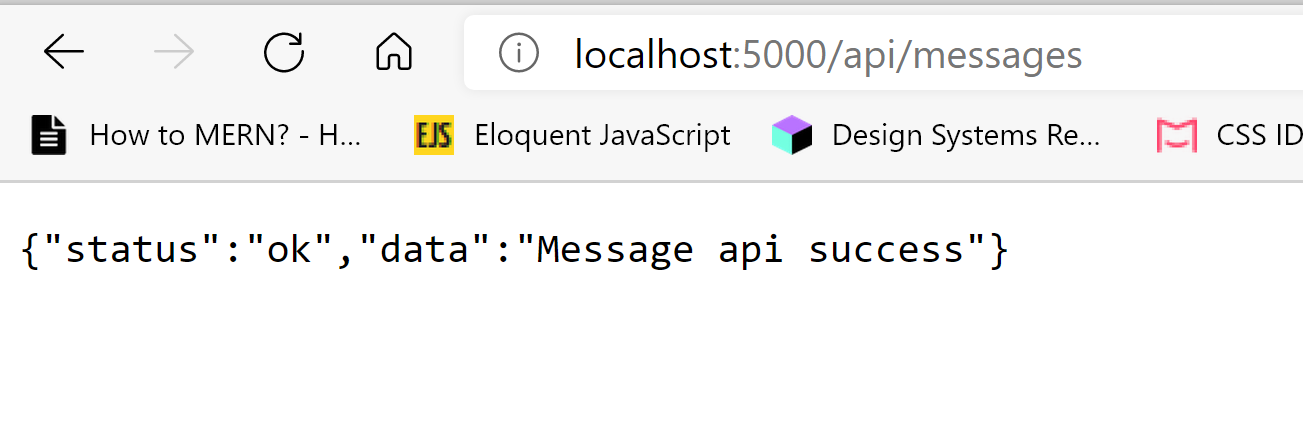 localhost:5000/api/messages
How to MERN? - H... EJS Eloquent JavaScript Design Systems Re... CSS ID
{"status":"ok","data":"Message api success"}